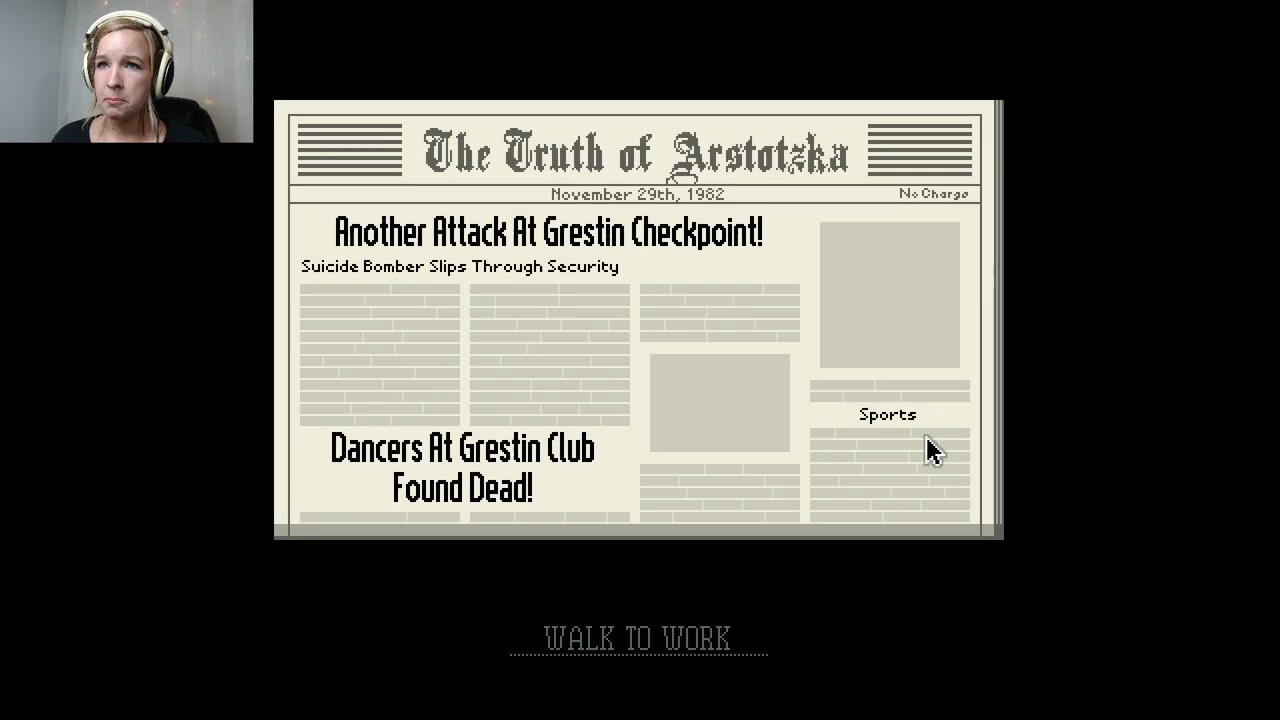 The Truth of Arstotzka
November 29th, 1982
No Charge
Another Attack At Grestin Checkpoint!
Suicide Bomber Slips Through Security
Sports
Dancers At Grestin Club
Found Dead!
WALK TO WORK